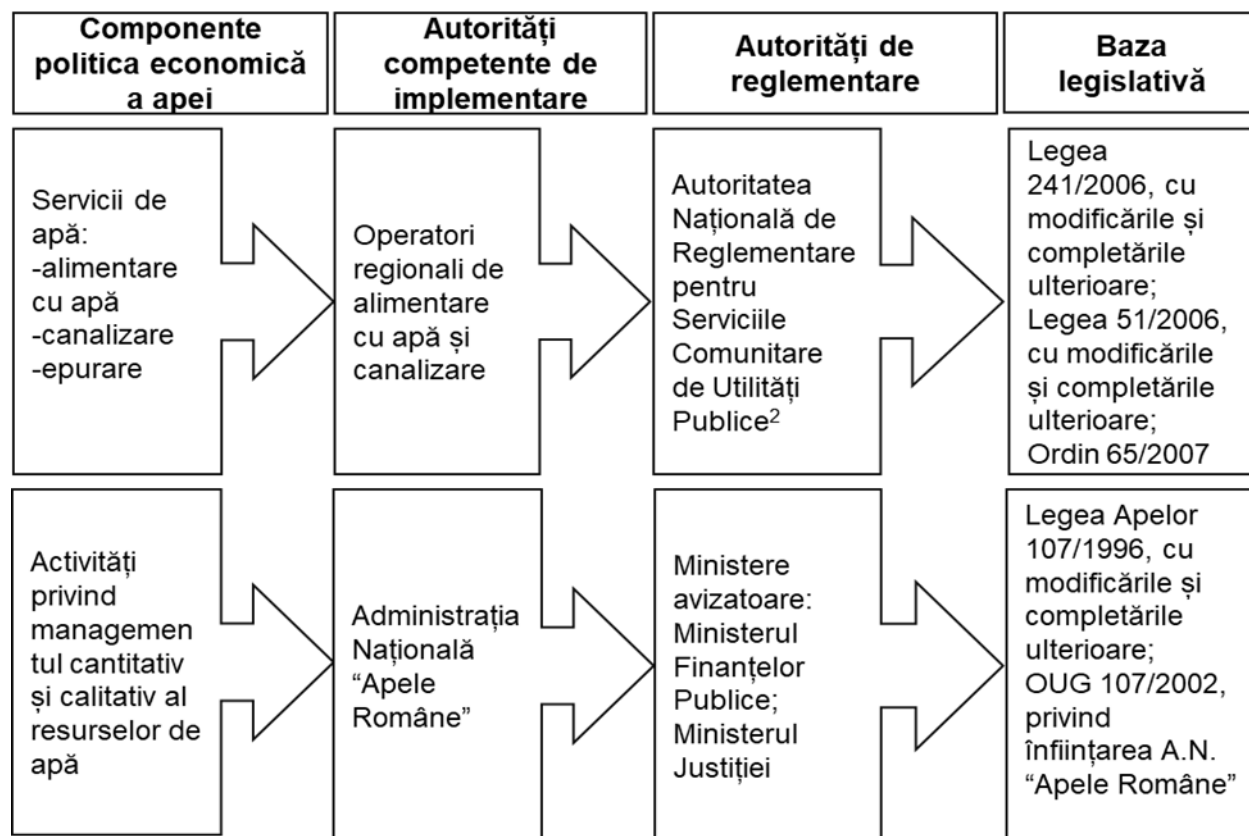 Componente
politica economică
a apei
Autorități
competente de
implementare
Autorități de
reglementare
Baza
legislativă
Servicii de
apă:
-alimentare
cu apă
-canalizare
-epurare
Operatori
regionali de
alimentare
cu apă și
canalizare
Autoritatea
Națională de
Reglementare
pentru
Serviciile
Comunitare
de Utilități
Publice²
Legea
241/2006, cu
modificările și
completările
ulterioare;
Legea 51/2006,
cu modificările
și completările
ulterioare;
Ordin 65/2007
Activități
privind
managemen
tul cantitativ
și calitativ al
resurselor de
apă
Administrația
Națională
“Apele
Române”
Ministere
avizatoare:
Ministerul
Finanțelor
Publice;
Ministerul
Justiției
Legea Apelor
107/1996, cu
modificările și
completările
ulterioare;
OUG 107/2002,
privind
înființarea A.N.
“Apele Române”